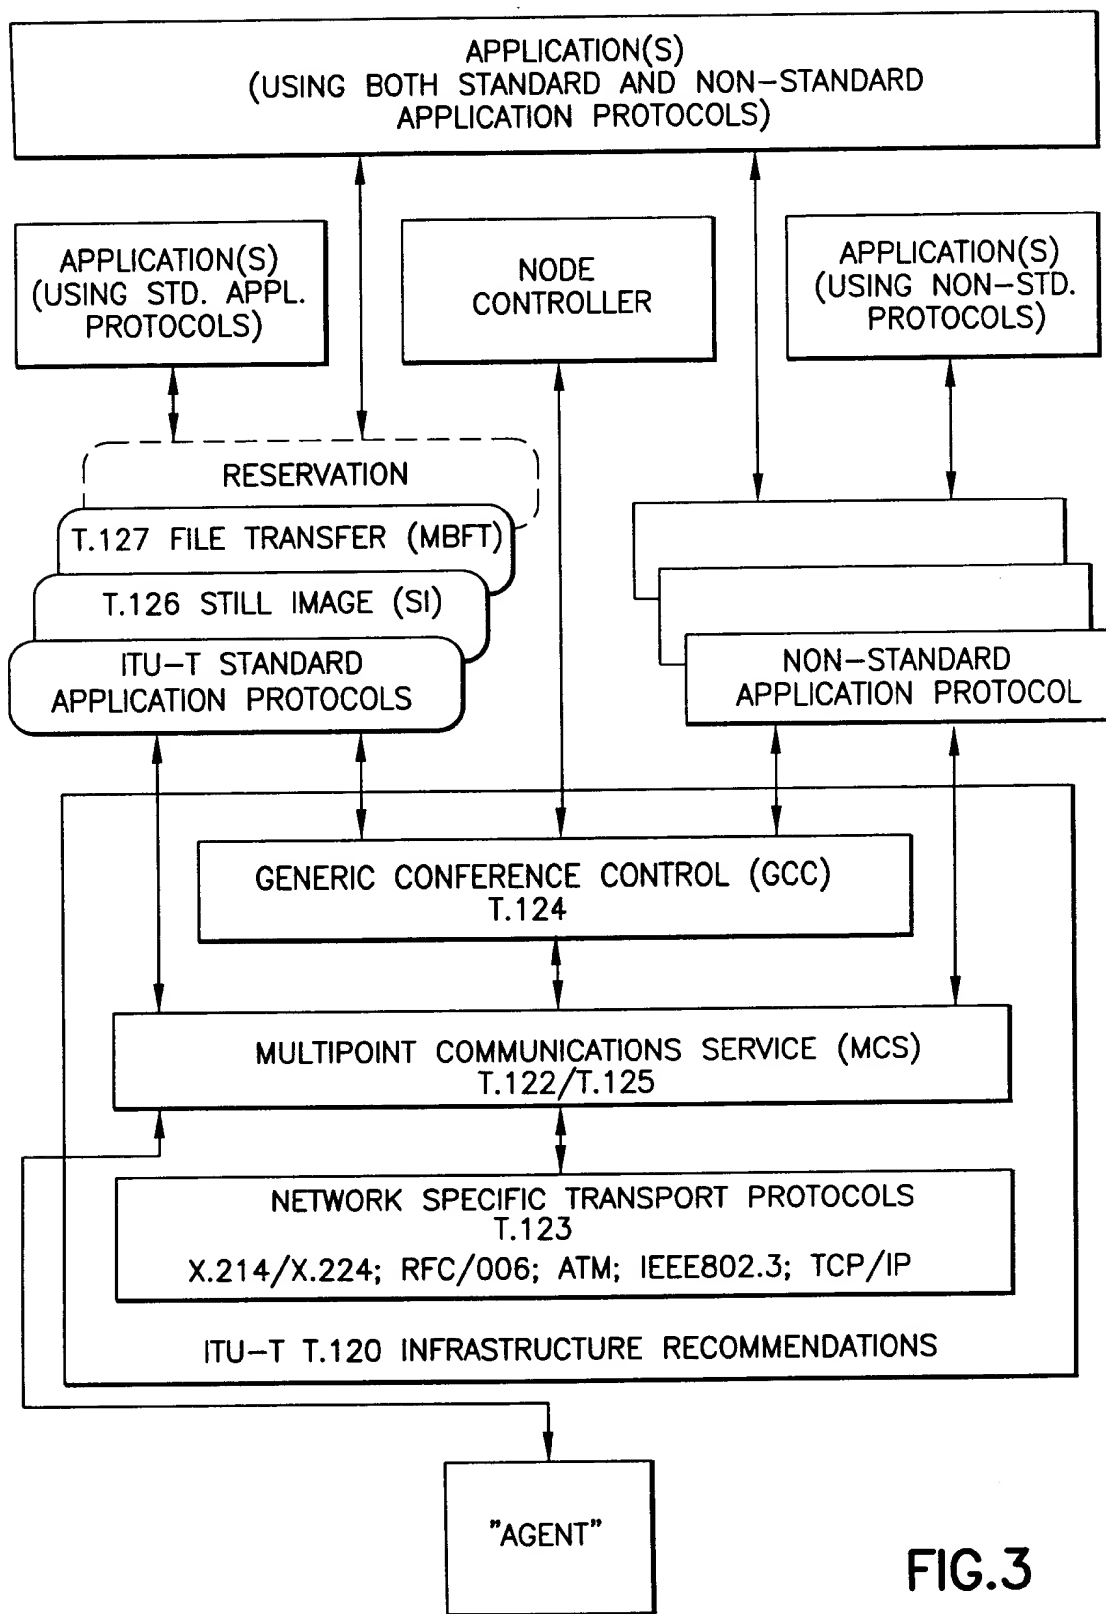 APPLICATION(S)
(USING BOTH STANDARD AND NON-STANDARD
APPLICATION PROTOCOLS)
APPLICATION(S)
(USING STD. APPL.
PROTOCOLS)
NODE
CONTROLLER
APPLICATION(S)
(USING NON-STD.
PROTOCOLS)
RESERVATION
T.127 FILE TRANSFER (MBFT)
T.126 STILL IMAGE (SI)
ITU-T STANDARD
APPLICATION PROTOCOLS
NON-STANDARD
APPLICATION PROTOCOL
GENERIC CONFERENCE CONTROL (GCC)
T.124
MULTIPOINT COMMUNICATIONS SERVICE (MCS)
T.122/T.125
NETWORK SPECIFIC TRANSPORT PROTOCOLS
T.123
X.214/X.224; RFC/006; ATM; IEEE802.3; TCP/IP
ITU-T T.120 INFRASTRUCTURE RECOMMENDATIONS
"AGENT"
FIG.3